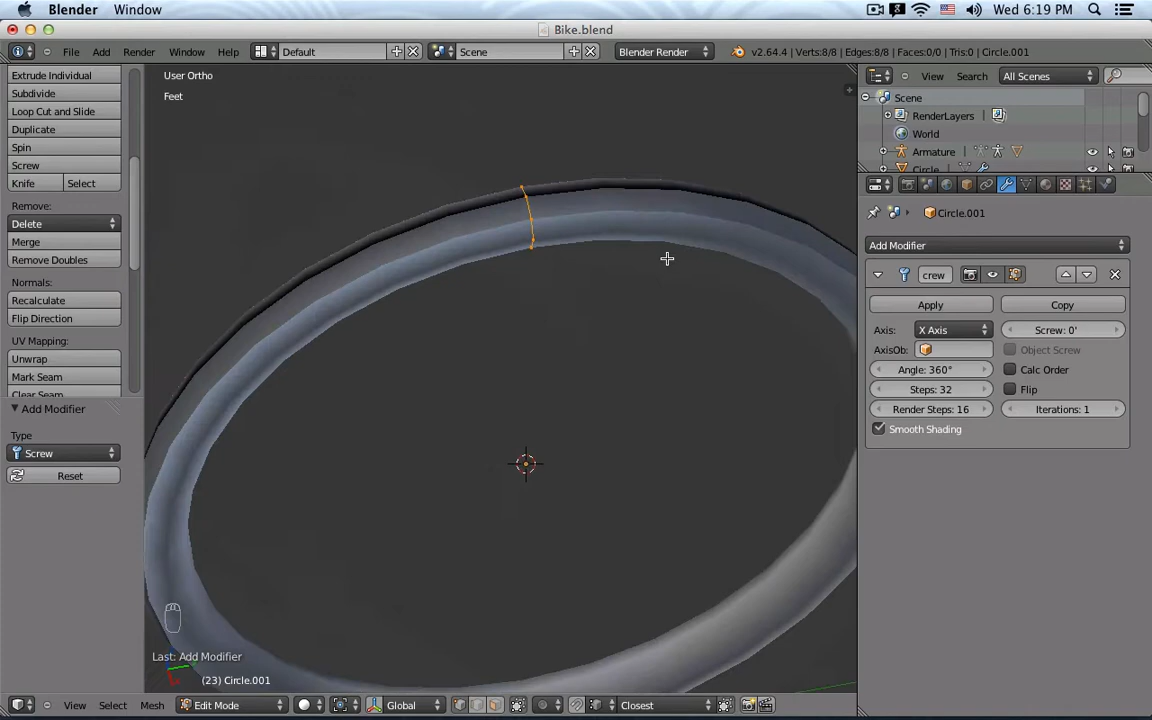 Blender Window Wed 6:19 PM
Bike.blend
File Add Render Window Help Default Scene Blender Render v2.64.4 | Verts:8/8 | Edges:8/8 | Faces:0/0 | Tris:0 | Circle.001
Extrude Individual
Subdivide
Loop Cut and Slide
Duplicate
Spin
Screw
Knife Select
Remove:
Delete
Merge
Remove Doubles
Normals:
Recalculate
Flip Direction
UV Mapping:
Unwrap
Mark Seam
Clear Seam
Add Modifier
Type
Screw
Reset
User Ortho
Feet
Last: Add Modifier
(23) Circle.001
View Select Mesh Edit Mode Global Closest
View Search All Scenes
Scene
RenderLayers
World
Armature
Circle
Circle.001
Add Modifier
crew
Apply Copy
Axis: X Axis Screw: 0'
AxisOb: Object Screw
Angle: 360° Calc Order
Steps: 32 Flip
Render Steps: 16 Iterations: 1
Smooth Shading